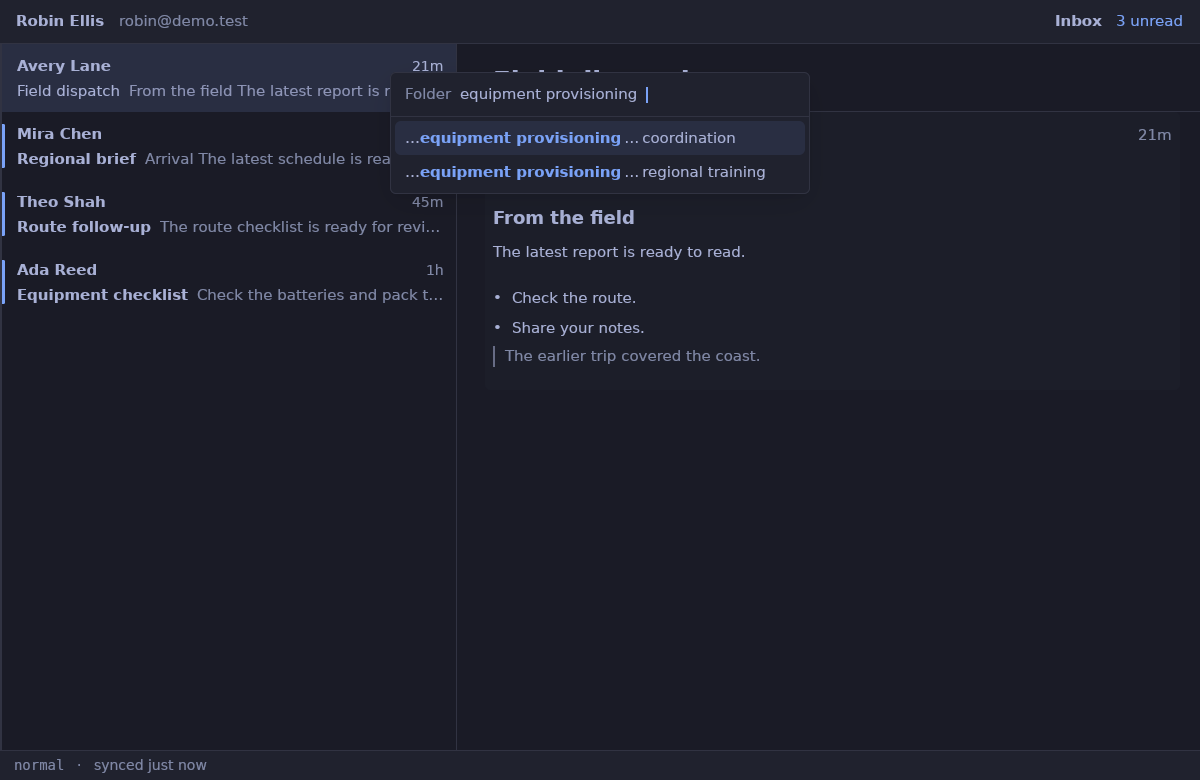 Robin Ellis robin@demo.test
Inbox 3 unread
Avery Lane 21m
Field dispatch From the field The latest report is r
Mira Chen
Regional brief Arrival The latest schedule is rea
Theo Shah 45m
Route follow-up The route checklist is ready for revi…
Ada Reed 1h
Equipment checklist Check the batteries and pack t…
Folder equipment provisioning
…equipment provisioning … coordination
…equipment provisioning … regional training
21m
From the field
The latest report is ready to read.
• Check the route.
• Share your notes.
The earlier trip covered the coast.
normal · synced just now